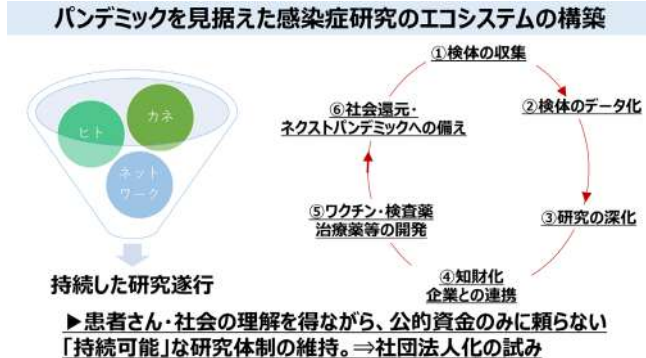 パンデミックを見据えた感染症研究のエコシステムの構築
ヒト
カネ
ネット
ワーク
持続した研究遂行
①検体の収集
②検体のデータ化
③研究の深化
④知財化
企業との連携
⑤ワクチン・検査薬
治療薬等の開発
⑥社会還元・
ネクストパンデミックへの備え
▶患者さん・社会の理解を得ながら、公的資金のみに頼らない
「持続可能」な研究体制の維持。⇒社団法人化の試み